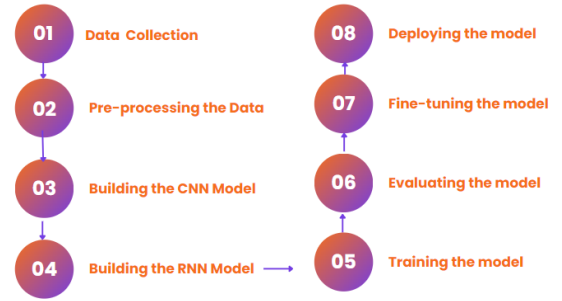 01 Data Collection
02 Pre-processing the Data
03 Building the CNN Model
04 Building the RNN Model
05 Training the model
06 Evaluating the model
07 Fine-tuning the model
08 Deploying the model